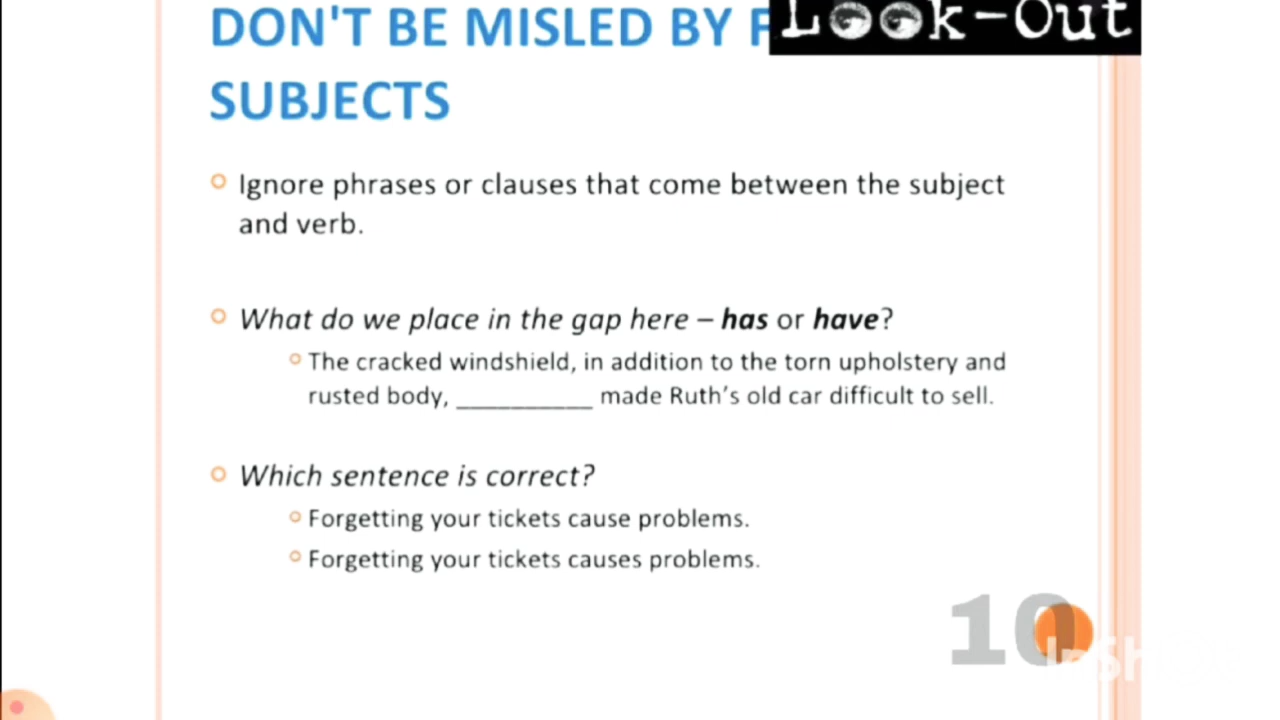 DON'T BE MISLED BY
Look-Out
SUBJECTS
Ignore phrases or clauses that come between the subject
and verb.
What do we place in the gap here – has or have?
The cracked windshield, in addition to the torn upholstery and
rusted body, __________ made Ruth's old car difficult to sell.
Which sentence is correct?
Forgetting your tickets cause problems.
Forgetting your tickets causes problems.
10